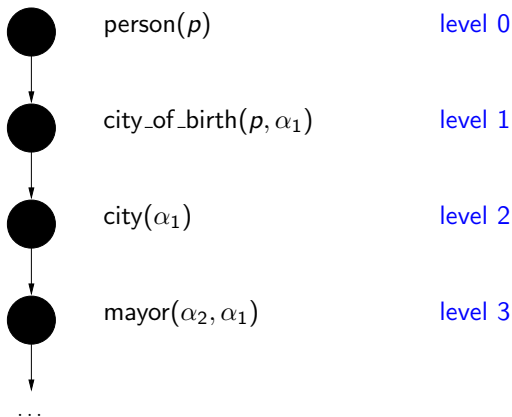 person(p) level 0
city_of_birth(p, α₁) level 1
city(α₁) level 2
mayor(α₂, α₁) level 3
...